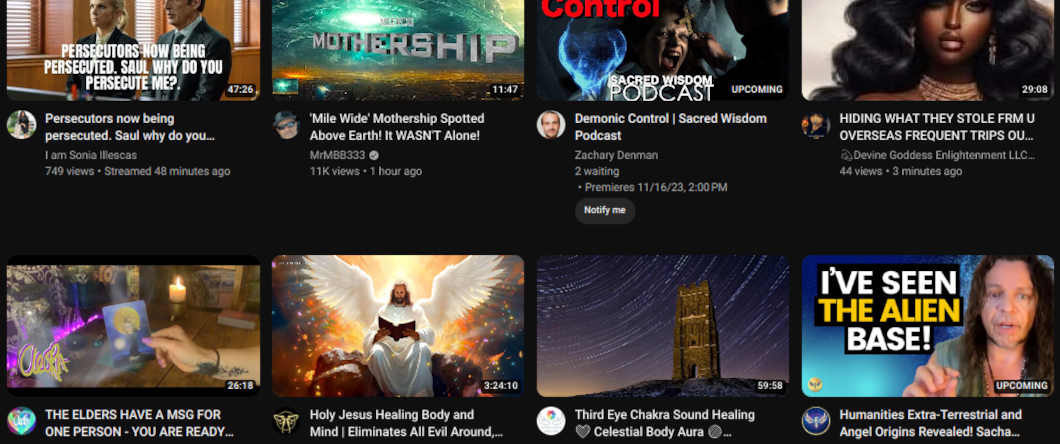 PERSECUTORS NOW BEING
PERSECUTED. SAUL WHY DO YOU
PERSECUTE ME?.
47:26
MOTHERSHIP
11:47
Control
SACRED WISDOM
PODCAST
UPCOMING
29:08
Persecutors now being
persecuted. Saul why do you...
I am Sonia Illescas
749 views • Streamed 48 minutes ago
'Mile Wide' Mothership Spotted
Above Earth! It WASN'T Alone!
MrMBB333
11K views • 1 hour ago
Demonic Control | Sacred Wisdom
Podcast
Zachary Denman
2 waiting
• Premieres 11/16/23, 2:00 PM
Notify me
HIDING WHAT THEY STOLE FRM U
OVERSEAS FREQUENT TRIPS OU...
Devine Goddess Enlightenment LLC...
44 views • 3 minutes ago
26:18
3:24:10
59:58
I'VE SEEN
THE ALIEN
BASE!
UPCOMING
THE ELDERS HAVE A MSG FOR
ONE PERSON - YOU ARE READY...
Holy Jesus Healing Body and
Mind | Eliminates All Evil Around,...
Third Eye Chakra Sound Healing
Celestial Body Aura ...
Humanities Extra-Terrestrial and
Angel Origins Revealed! Sacha...